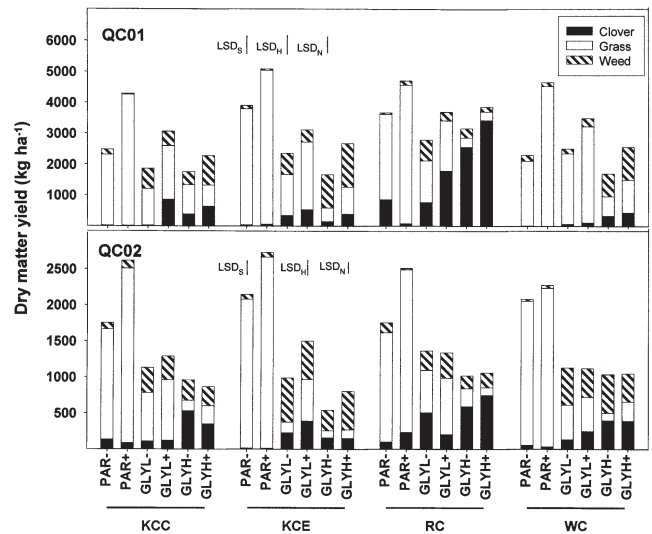 QC01
LSDS
LSDH
LSDN
Clover
Grass
Weed
6000
5000
4000
3000
2000
1000
Dry matter yield (kg ha-1)
QC02
LSDS
LSDH
LSDN
2500
2000
1500
1000
500
PAR- PAR+ GLYL- GLYL+ GLYH- GLYH+ PAR- PAR+ GLYL- GLYL+ GLYH- GLYH+ PAR- PAR+ GLYL- GLYL+ GLYH- GLYH+ PAR- PAR+ GLYL- GLYL+ GLYH- GLYH+
KCC KCE RC WC